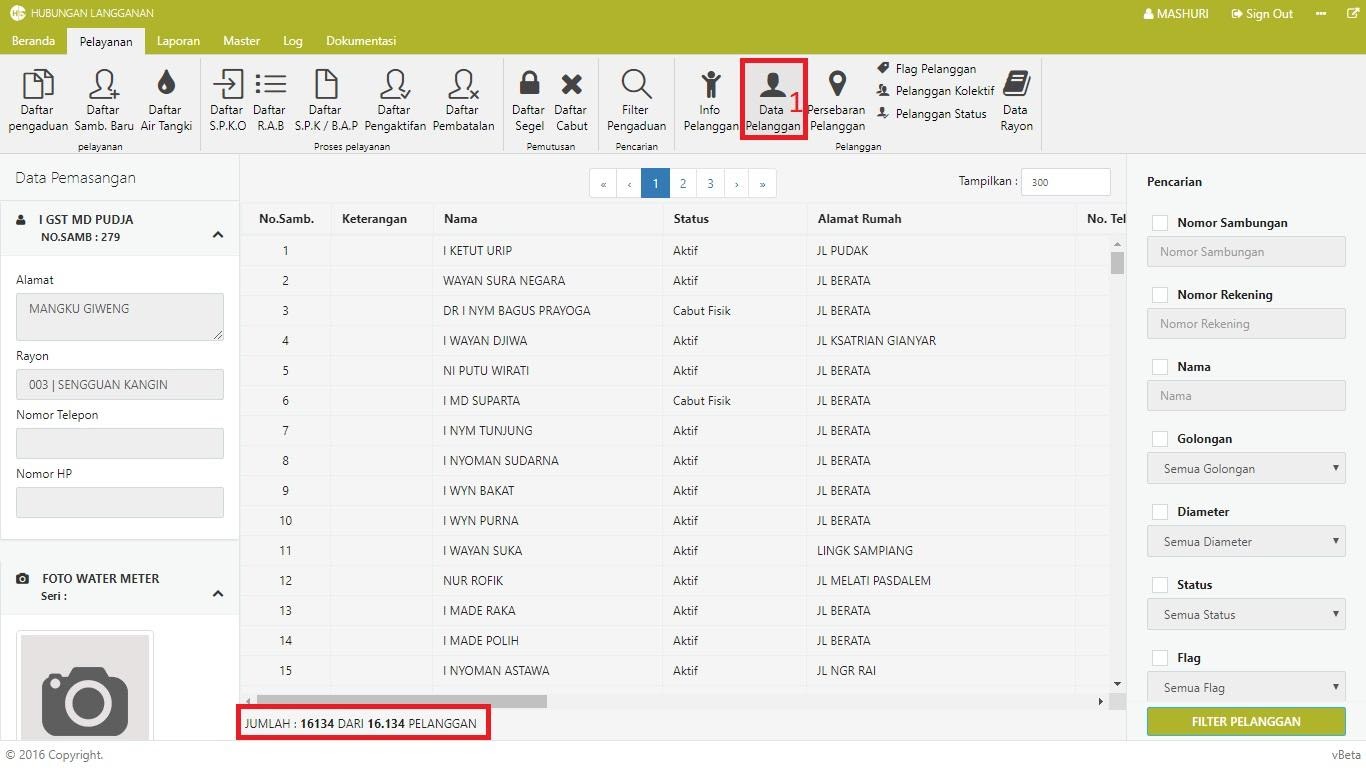 HUBUNGAN LANGGANAN
MASHURI Sign Out
Beranda Pelayanan Laporan Master Log Dokumentasi
Daftar pengaduan
Daftar Samb. Baru
Daftar Air Tangki
pelayanan
Daftar S.P.K.O
Daftar R.A.B
Daftar S.P.K / B.A.P
Daftar Pengaktifan
Daftar Pembatalan
Proses pelayanan
Daftar Segel
Daftar Cabut
Pemutusan
Filter Pengaduan
Pencarian
Info Pelanggan
Data Pelanggan
1
Persebaran Pelanggan
Flag Pelanggan
Pelanggan Kolektif
Pelanggan Status
Data Rayon
Pelanggan
Data Pemasangan
I GST MD PUDJA
NO.SAMB : 279
Alamat
MANGKU GIWENG
Rayon
003 | SENGGUAN KANGIN
Nomor Telepon
Nomor HP
FOTO WATER METER
Seri :
« ‹ 1 2 3 › »
Tampilkan : 300
No.Samb. Keterangan Nama Status Alamat Rumah No. Tel
1 I KETUT URIP Aktif JL PUDAK
2 WAYAN SURA NEGARA Aktif JL BERATA
3 DR I NYM BAGUS PRAYOGA Cabut Fisik JL BERATA
4 I WAYAN DJIWA Aktif JL KSATRIAN GIANYAR
5 NI PUTU WIRATI Aktif JL BERATA
6 I MD SUPARTA Cabut Fisik JL BERATA
7 I NYM TUNJUNG Aktif JL BERATA
8 I NYOMAN SUDARNA Aktif JL BERATA
9 I WYN BAKAT Aktif JL BERATA
10 I WYN PURNA Aktif JL BERATA
11 I WAYAN SUKA Aktif LINGK SAMPIANG
12 NUR ROFIK Aktif JL MELATI PASDALEM
13 I MADE RAKA Aktif JL BERATA
14 I MADE POLIH Aktif JL BERATA
15 I NYOMAN ASTAWA Aktif JL NGR RAI
JUMLAH : 16134 DARI 16.134 PELANGGAN
Pencarian
Nomor Sambungan
Nomor Sambungan
Nomor Rekening
Nomor Rekening
Nama
Nama
Golongan
Semua Golongan
Diameter
Semua Diameter
Status
Semua Status
Flag
Semua Flag
FILTER PELANGGAN
© 2016 Copyright. vBeta